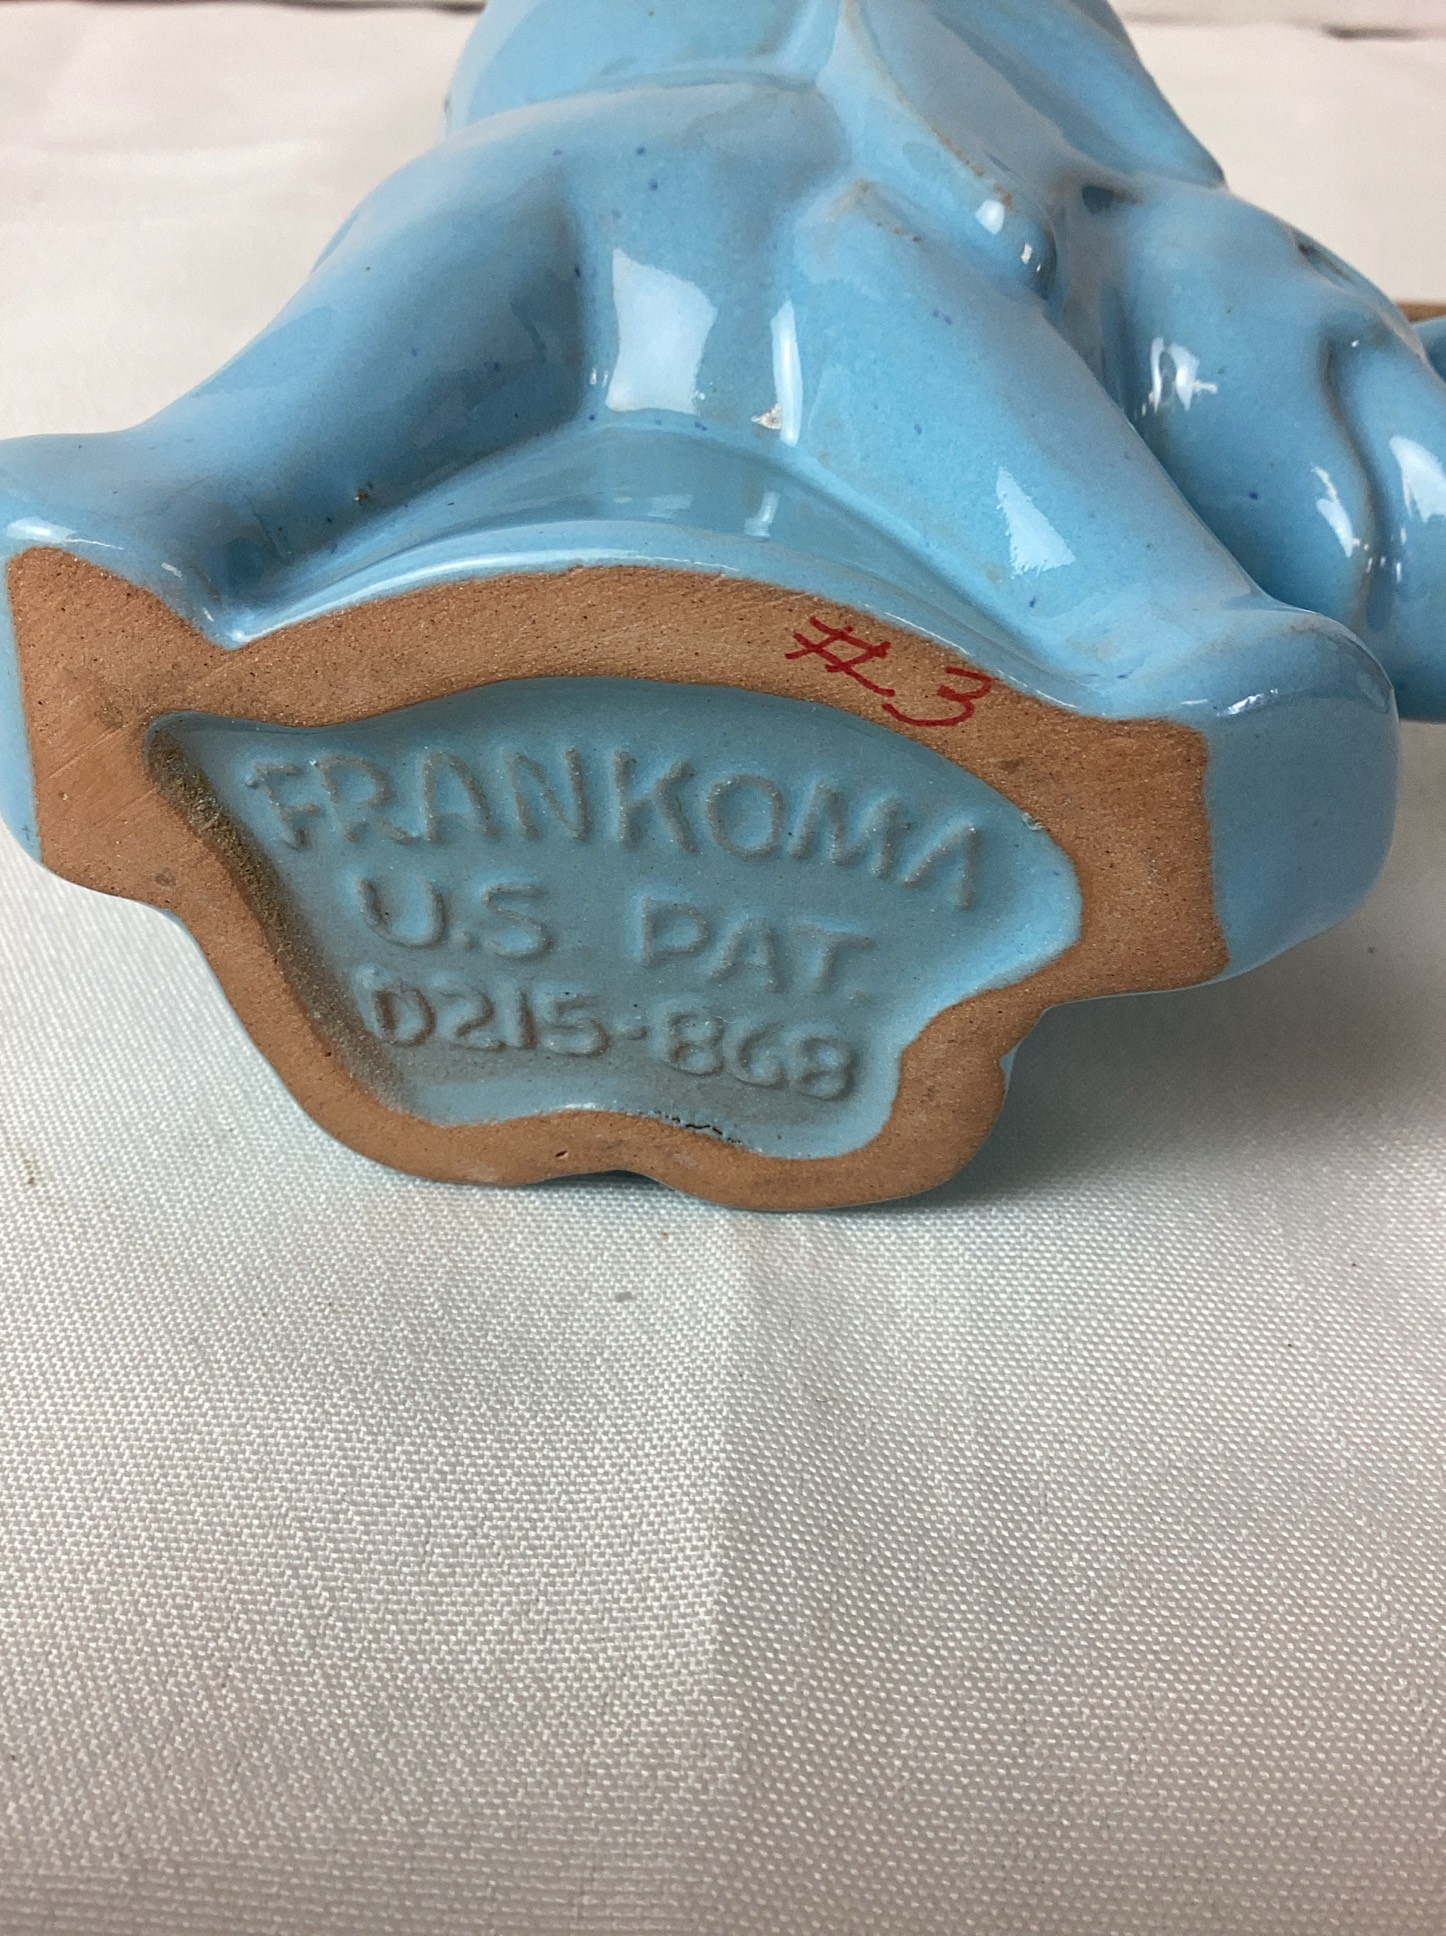 #3
FRANKOMA
U.S PAT.
D215-868